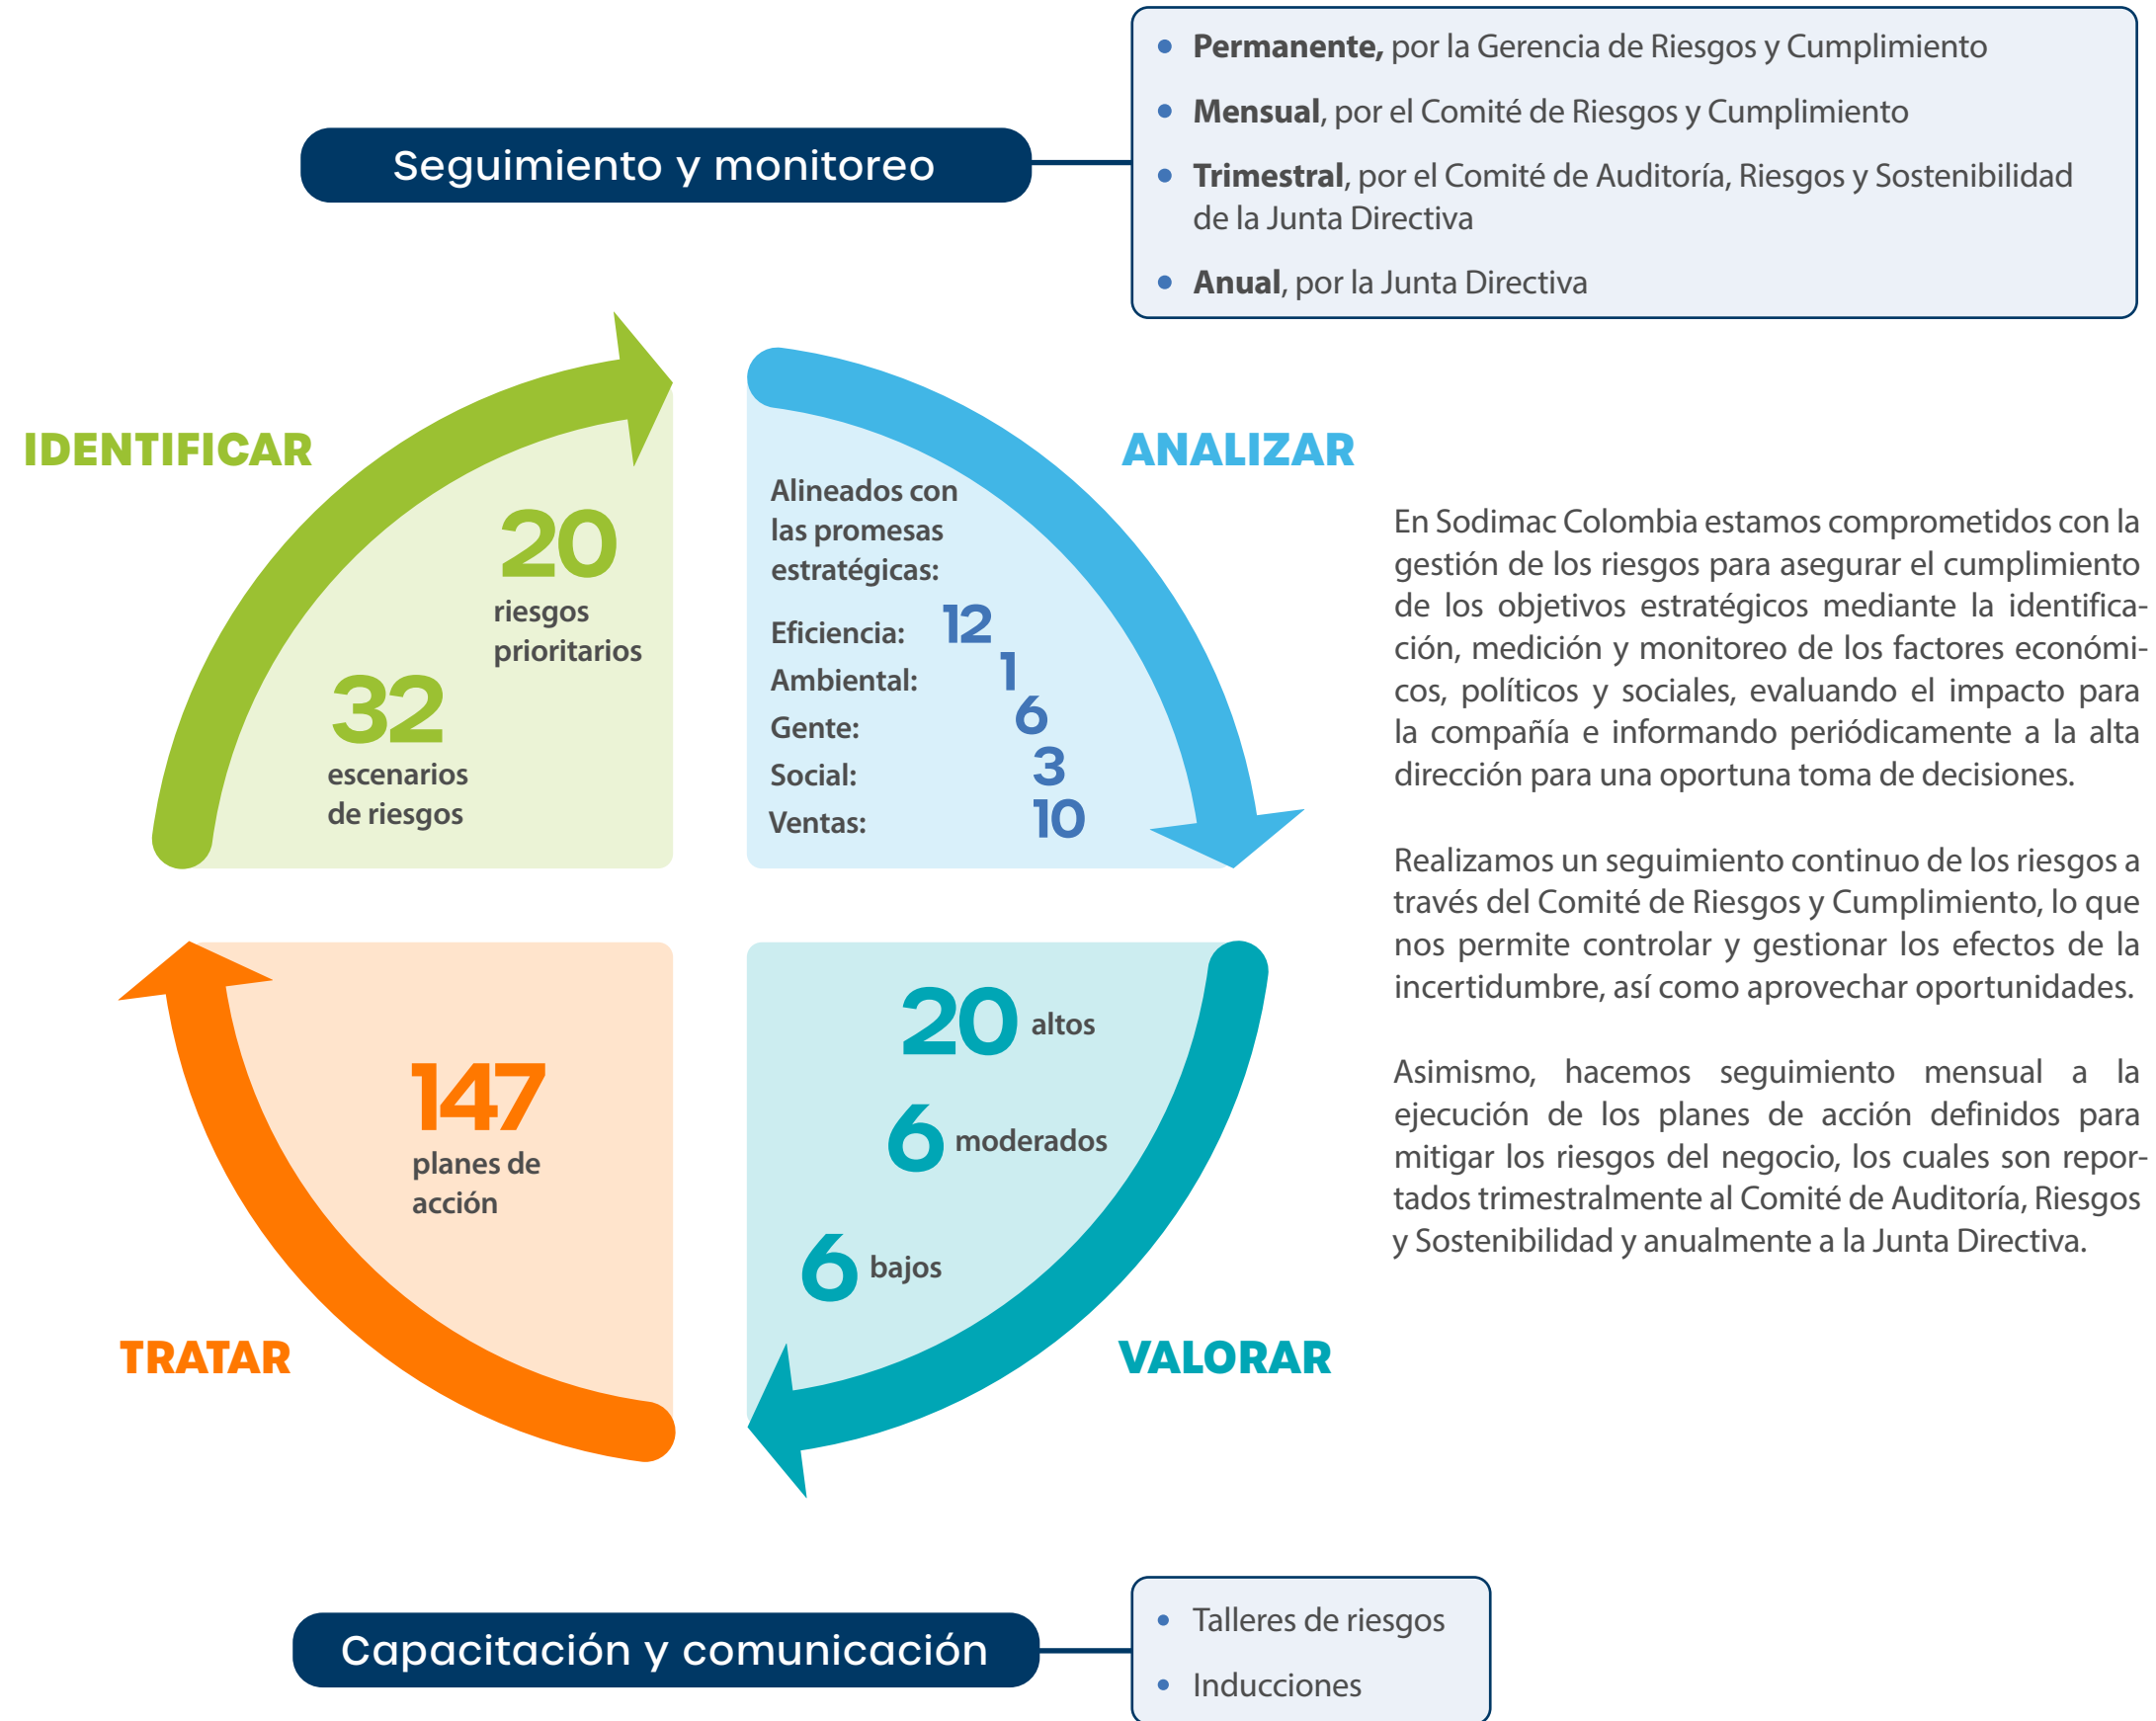 Seguimiento y monitoreo
• Permanente, por la Gerencia de Riesgos y Cumplimiento
• Mensual, por el Comité de Riesgos y Cumplimiento
• Trimestral, por el Comité de Auditoría, Riesgos y Sostenibilidad
de la Junta Directiva
• Anual, por la Junta Directiva
IDENTIFICAR
20
riesgos
prioritarios
32
escenarios
de riesgos
ANALIZAR
Alineados con
las promesas
estratégicas:
Eficiencia: 12
Ambiental: 1
Gente: 6
Social: 3
Ventas: 10
VALORAR
20 altos
6 moderados
6 bajos
TRATAR
147
planes de
acción
En Sodimac Colombia estamos comprometidos con la
gestión de los riesgos para asegurar el cumplimiento
de los objetivos estratégicos mediante la identifica-
ción, medición y monitoreo de los factores económi-
cos, políticos y sociales, evaluando el impacto para
la compañía e informando periódicamente a la alta
dirección para una oportuna toma de decisiones.
Realizamos un seguimiento continuo de los riesgos a
través del Comité de Riesgos y Cumplimiento, lo que
nos permite controlar y gestionar los efectos de la
incertidumbre, así como aprovechar oportunidades.
Asimismo, hacemos seguimiento mensual a la
ejecución de los planes de acción definidos para
mitigar los riesgos del negocio, los cuales son repor-
tados trimestralmente al Comité de Auditoría, Riesgos
y Sostenibilidad y anualmente a la Junta Directiva.
Capacitación y comunicación
• Talleres de riesgos
• Inducciones